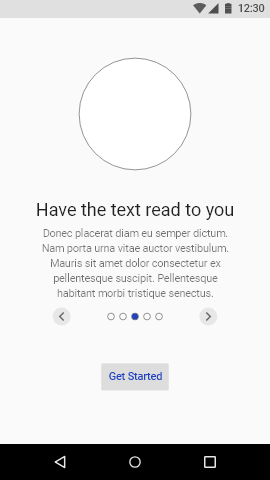 12:30
Have the text read to you
Donec placerat diam eu semper dictum.
Nam porta urna vitae auctor vestibulum.
Mauris sit amet dolor consectetur ex
pellentesque suscipit. Pellentesque
habitant morbi tristique senectus.
Get Started